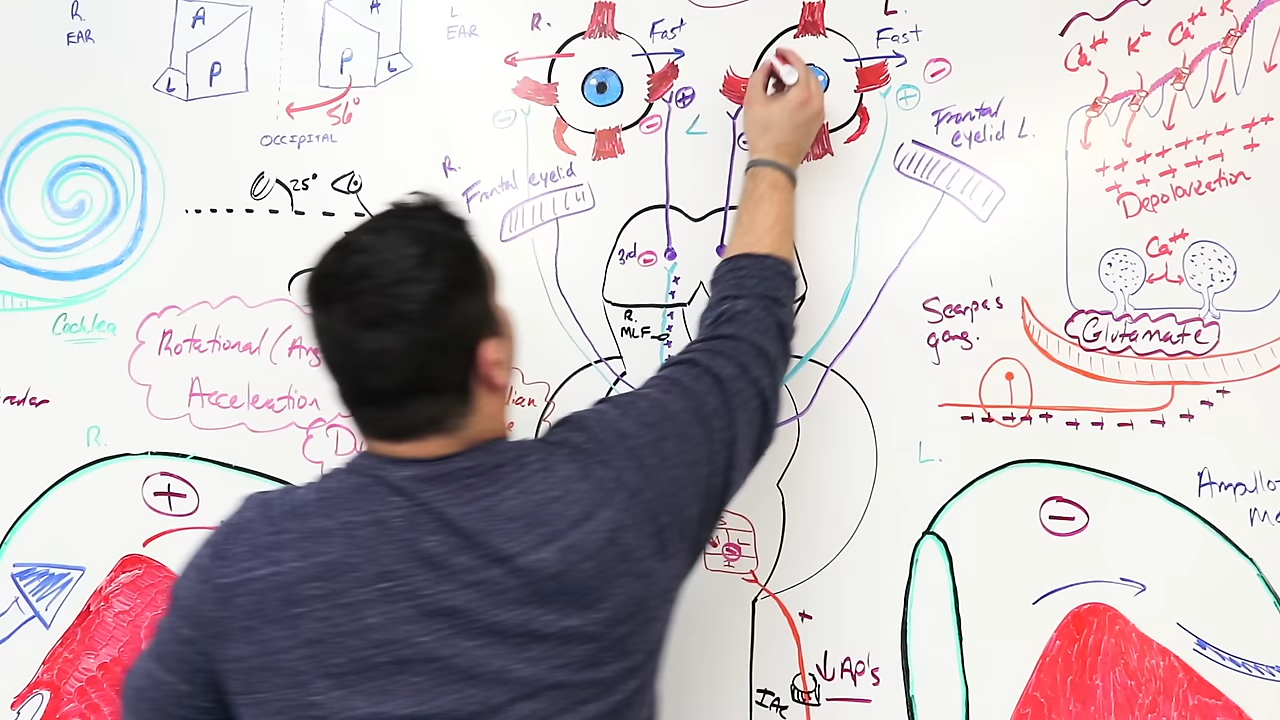 R.
EAR
A
P
L
A
P
L
56°
OCCIPITAL
L.
EAR
R.
Fast
L.
Fast
+
-
-
+
-
25°
R.
Frontal eyelid
Frontal
eyelid L.
3rd
-
R.
MLF
Cochlea
Rotational (Ang
Acceleration
R.
+
Ca++
K+
Ca++
K
+ + + + + +
+ + + + +
Depolarization
Ca++
Glutamate
Scarpa's
gang.
L.
-
↓AP's
+